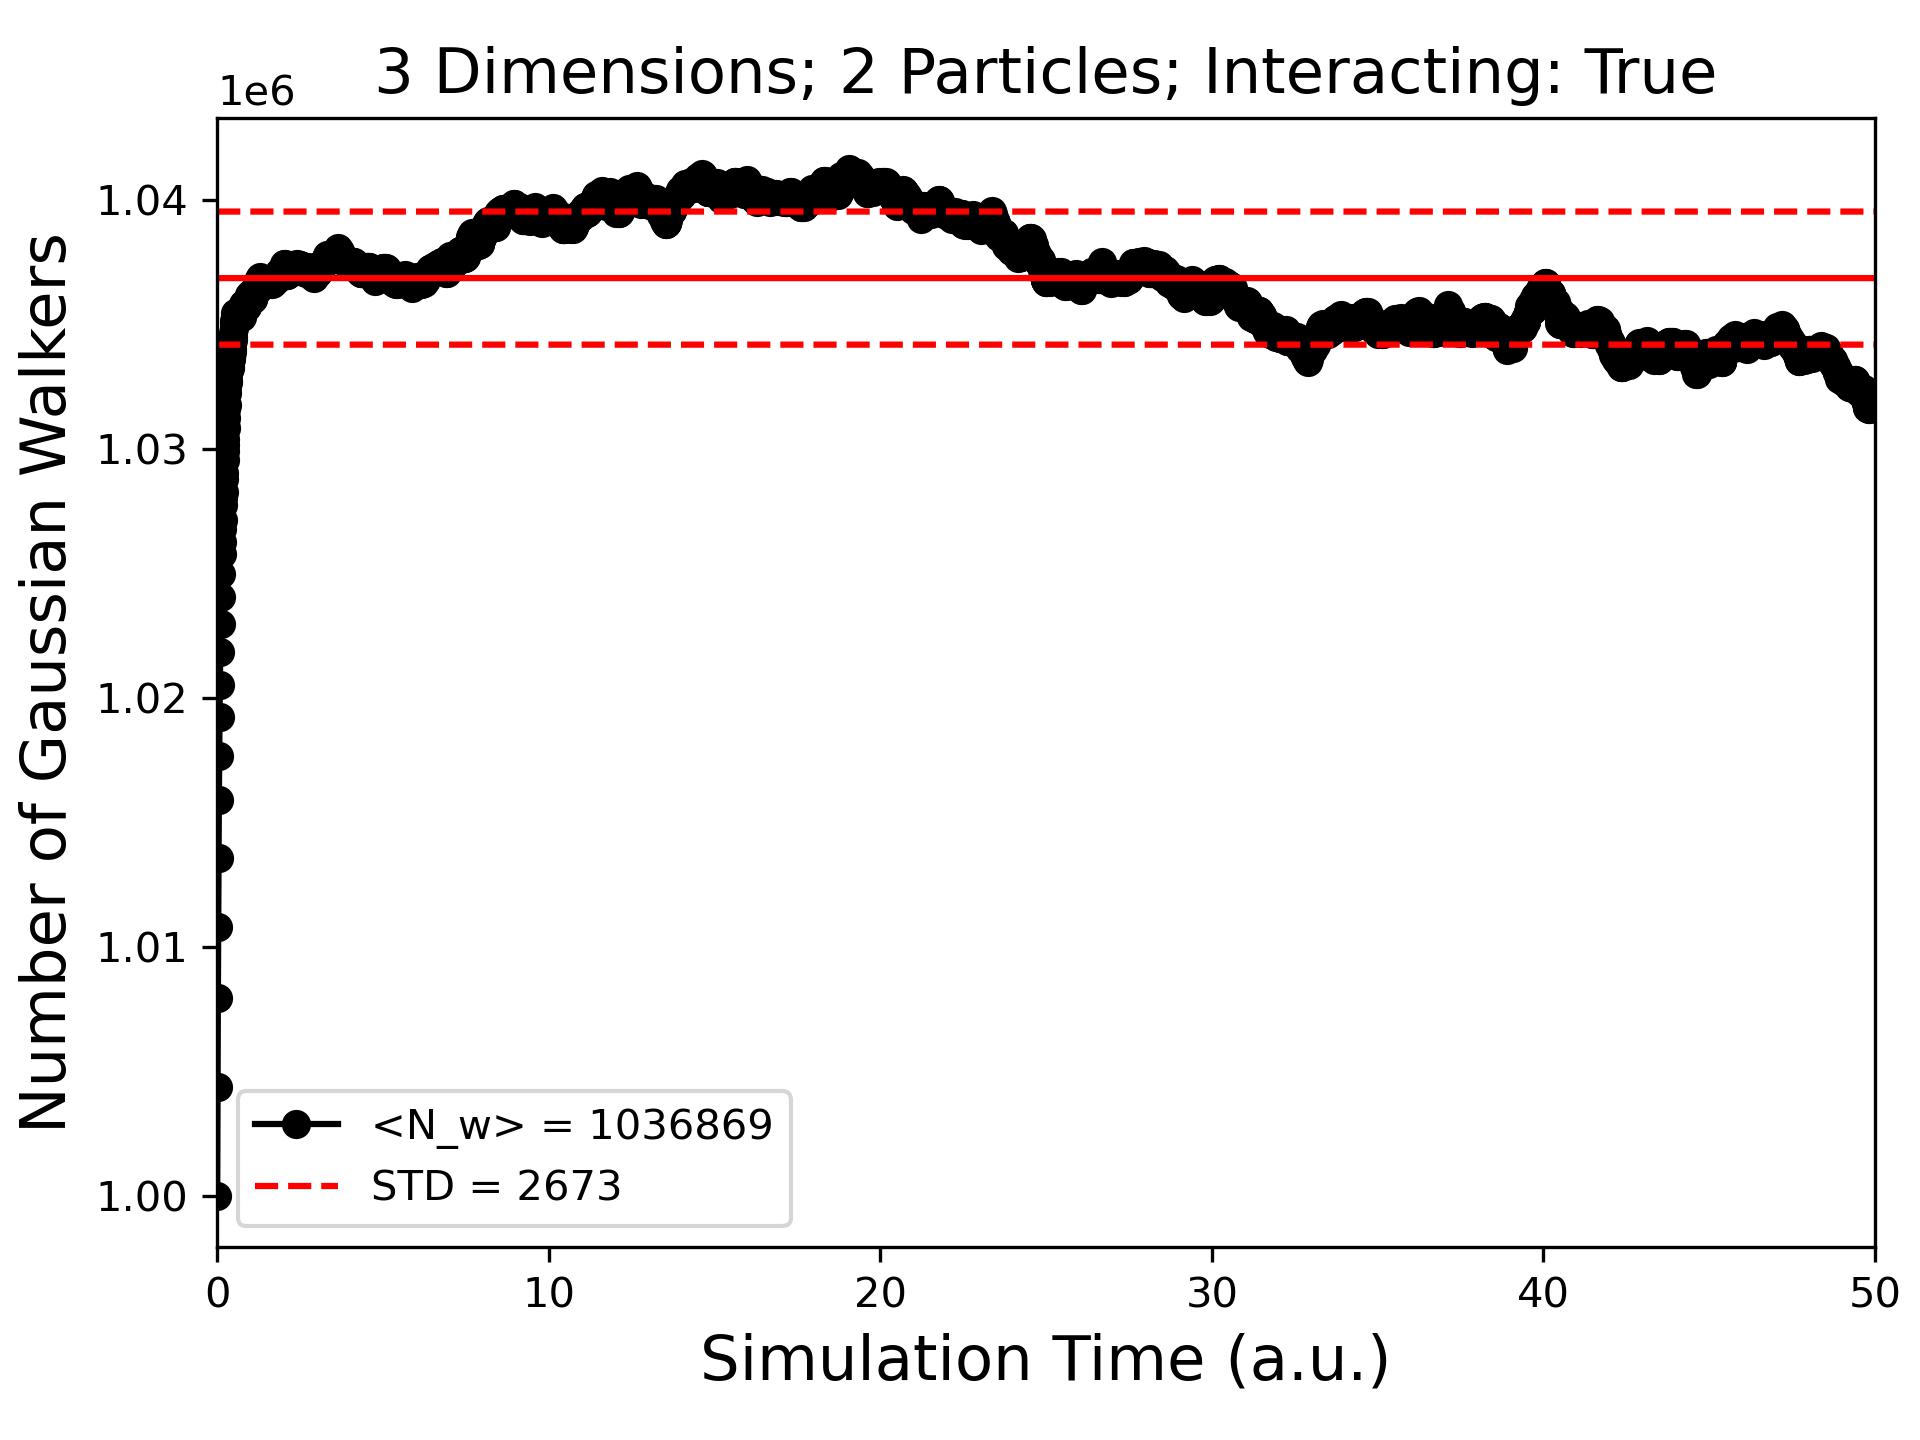 3 Dimensions; 2 Particles; Interacting: True
1e6
1.04
1.03
1.02
1.01
1.00
Number of Gaussian Walkers
<N_w> = 1036869
STD = 2673
0 10 20 30 40 50
Simulation Time (a.u.)